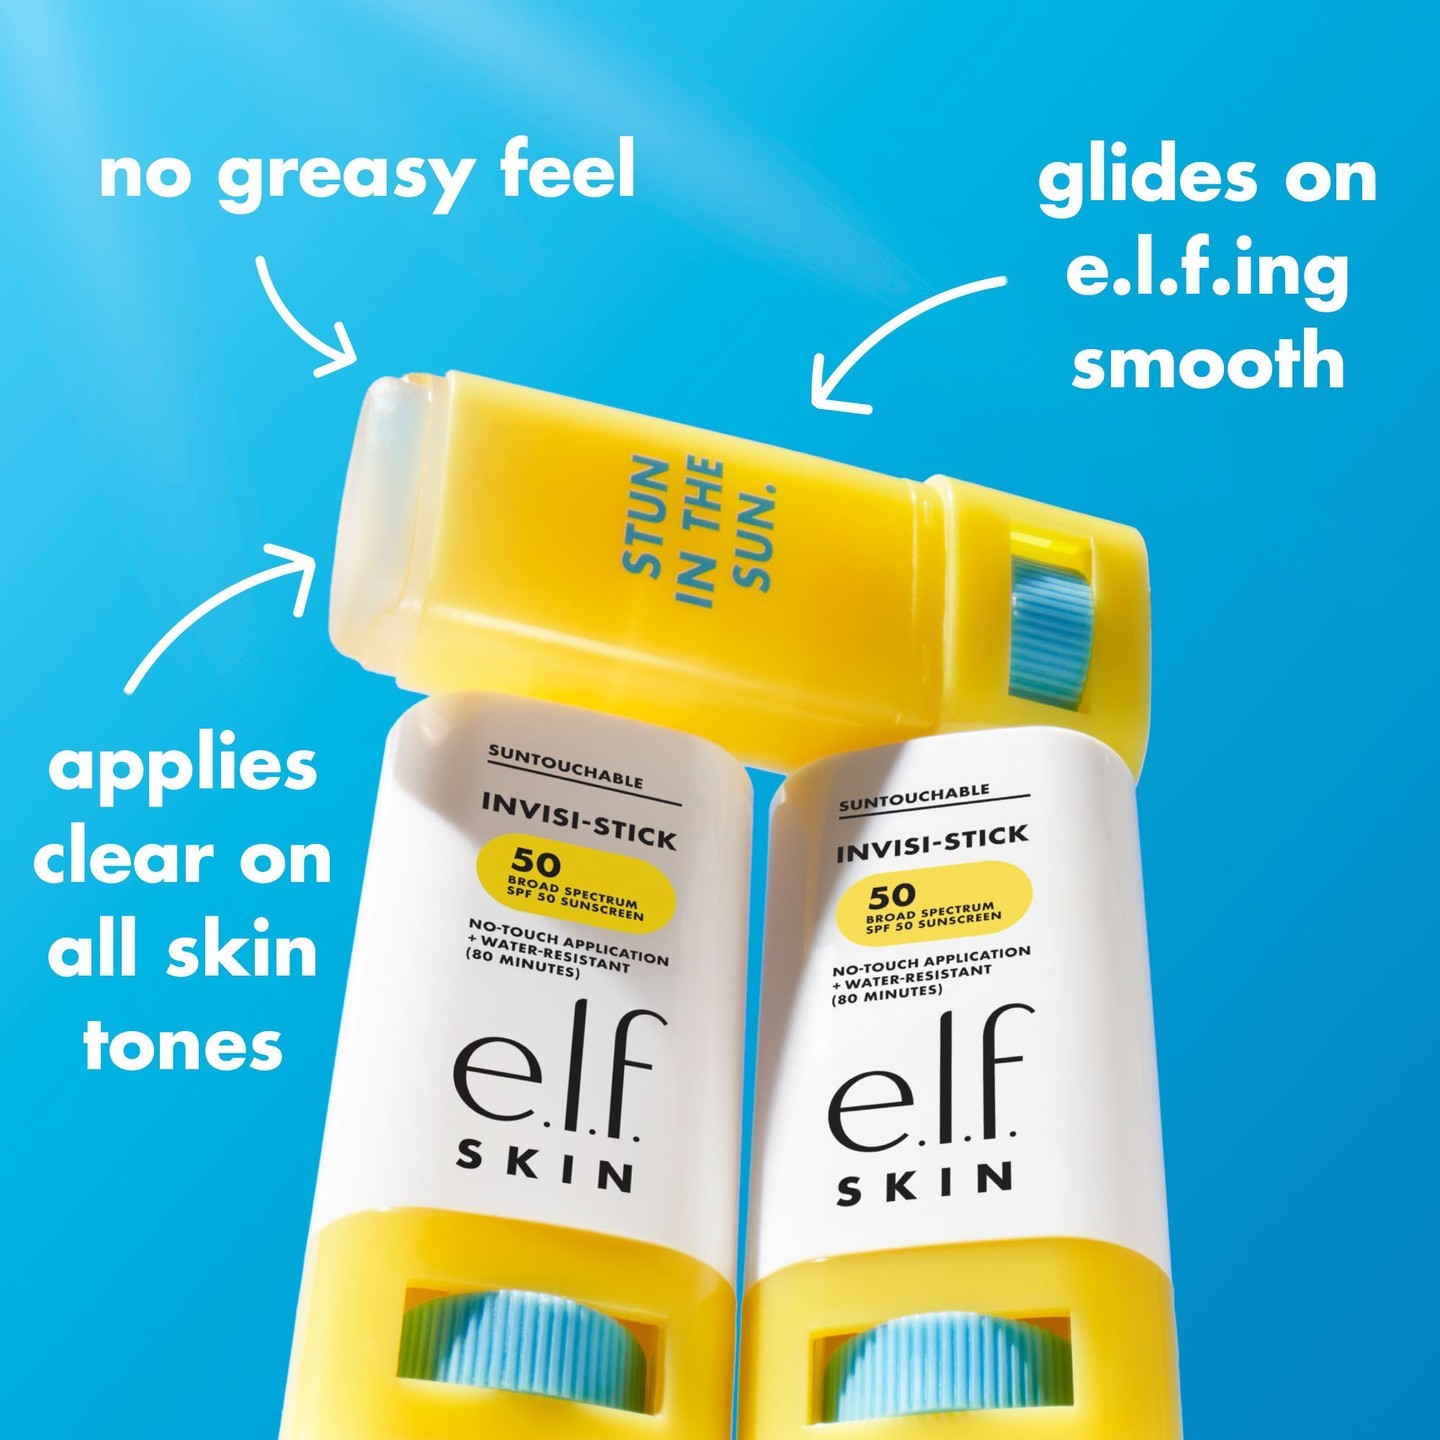 no greasy feel
glides on
e.l.f.ing
smooth
STUN
IN THE
SUN.
applies
clear on
all skin
tones
SUNTOUCHABLE
INVISI-STICK
50
BROAD SPECTRUM
SPF 50 SUNSCREEN
NO-TOUCH APPLICATION
+ WATER-RESISTANT
(80 MINUTES)
e.l.f.
SKIN
SUNTOUCHABLE
INVISI-STICK
50
BROAD SPECTRUM
SPF 50 SUNSCREEN
NO-TOUCH APPLICATION
+ WATER-RESISTANT
(80 MINUTES)
e.l.f.
SKIN